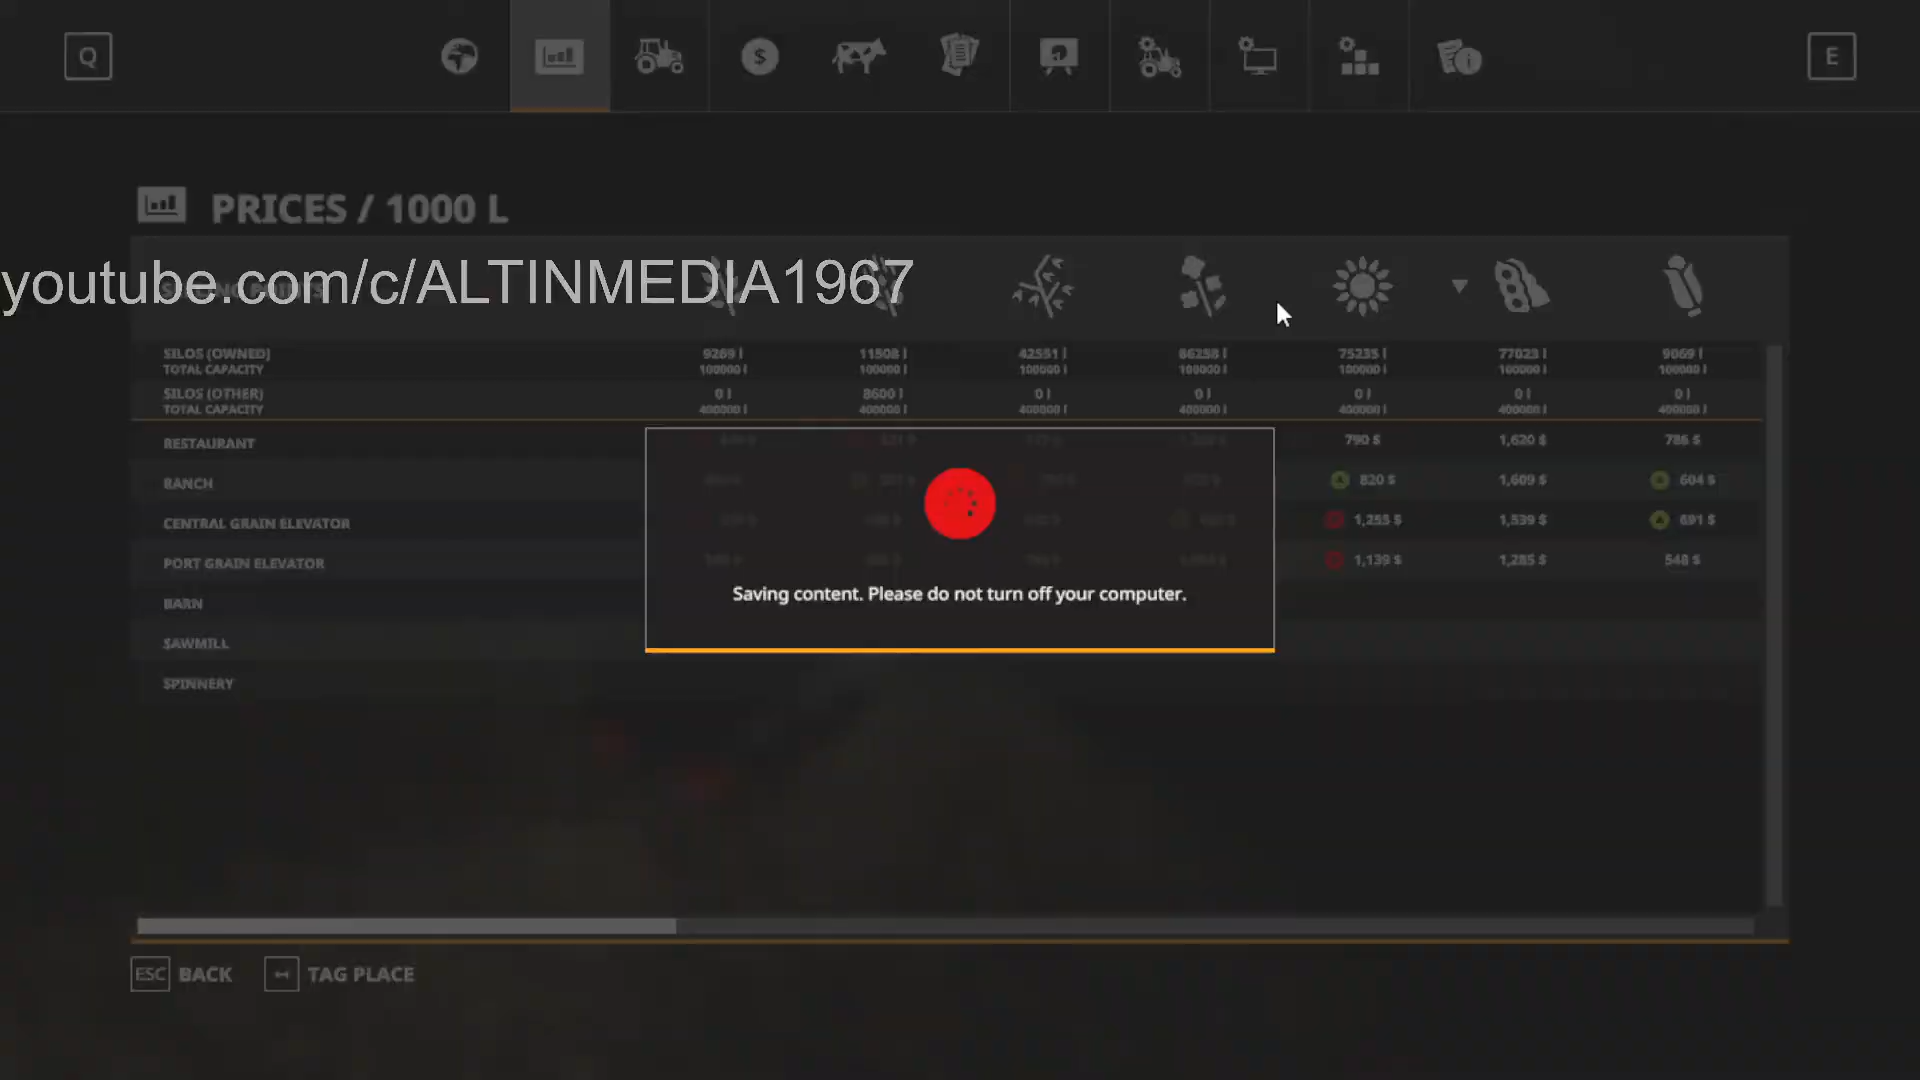 Q
E
PRICES / 1000 L
youtube.com/c/ALTINMEDIA1967
SILOS (OWNED) 9269 l 11508 l 42551 l 86258 l 75235 l 77023 l 9069 l
TOTAL CAPACITY 100000 l 100000 l 100000 l 100000 l 100000 l 100000 l 100000 l
SILOS (OTHER) 0 l 8600 l 0 l 0 l 0 l 0 l 0 l
TOTAL CAPACITY 400000 l 400000 l 400000 l 400000 l 400000 l 400000 l 400000 l
RESTAURANT 790 $ 1,620 $ 786 $
RANCH 820 $ 1,609 $ 604 $
CENTRAL GRAIN ELEVATOR 1,255 $ 1,539 $ 691 $
PORT GRAIN ELEVATOR 1,139 $ 1,285 $ 548 $
BARN
Saving content. Please do not turn off your computer.
SAWMILL
SPINNERY
ESC BACK TAG PLACE